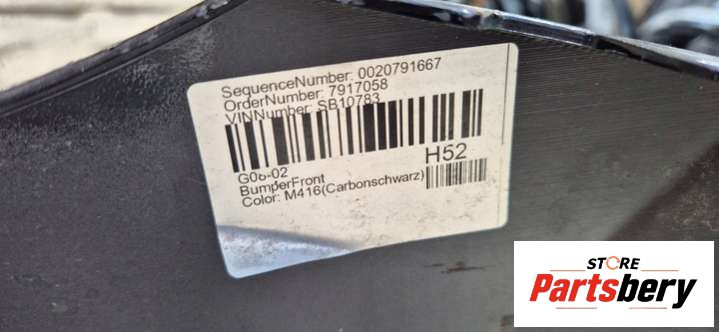 SequenceNumber: 0020791667
OrderNumber: 7917058
VINNumber: SB10783
H52
G06-02
BumperFront
Color: M416(Carbonschwarz)
STORE
Partsbery